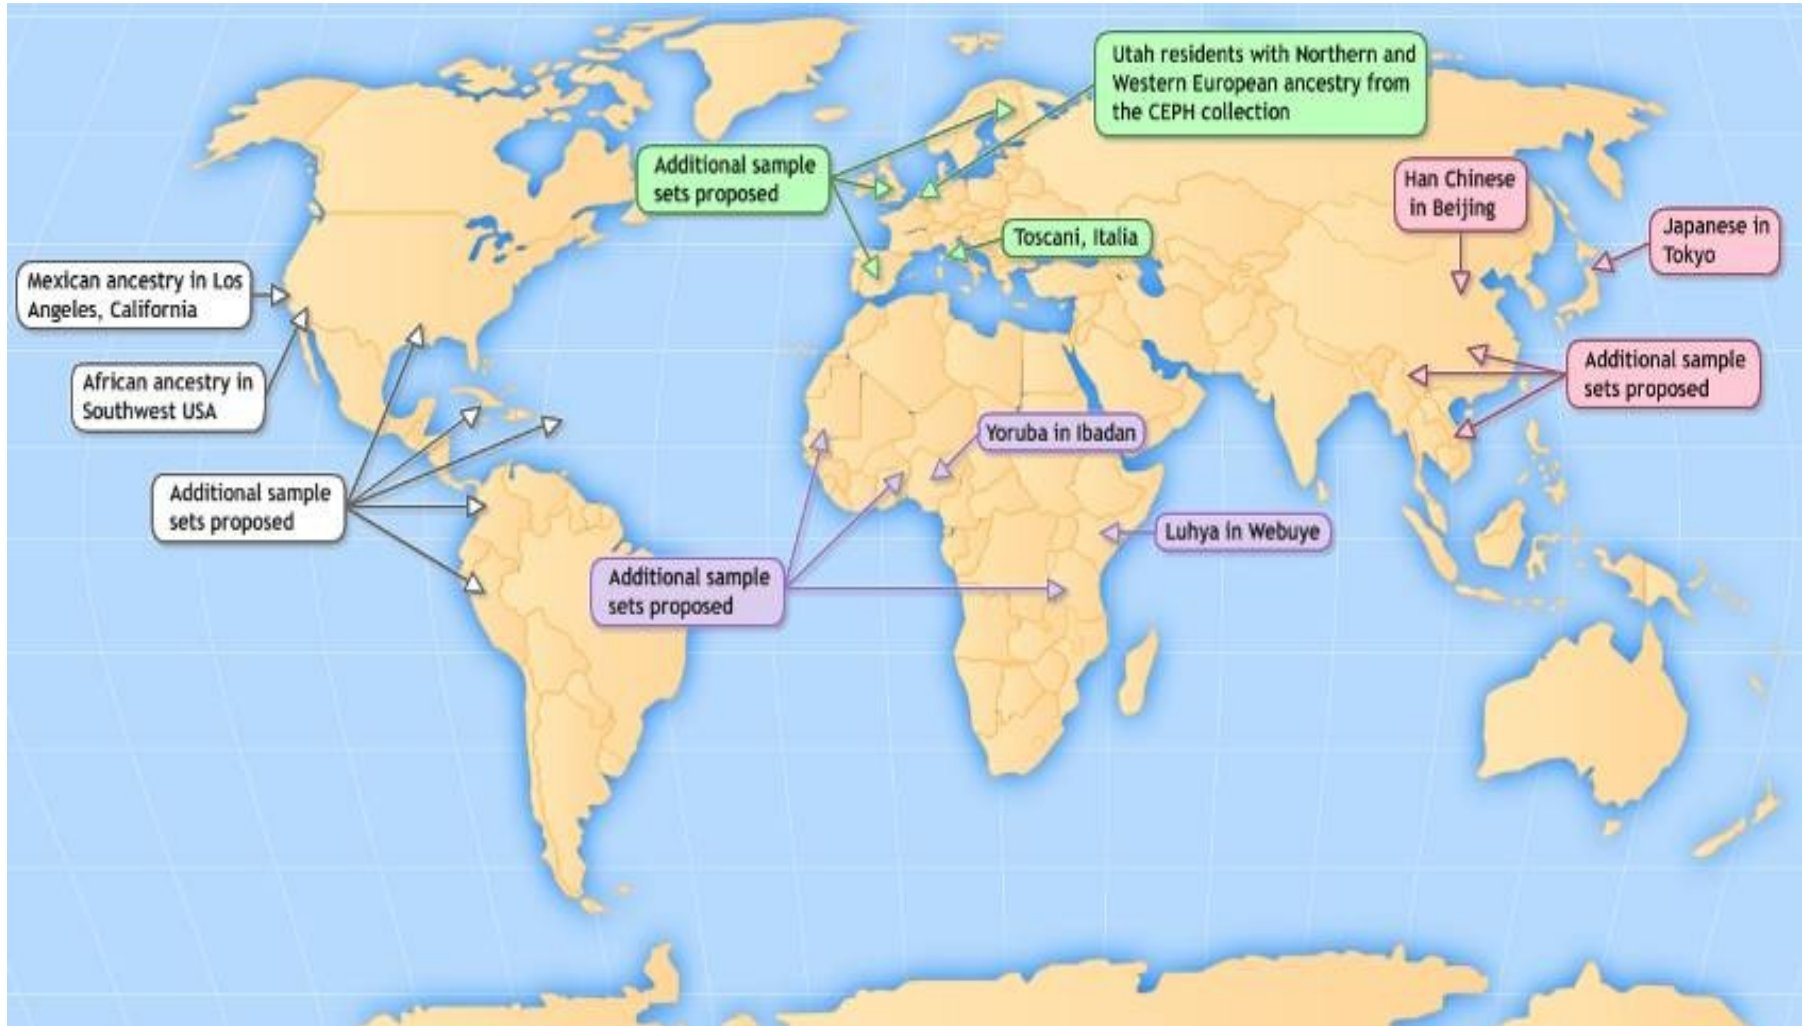 Utah residents with Northern and
Western European ancestry from
the CEPH collection
Additional sample
sets proposed
Han Chinese
in Beijing
Toscani, Italia
Japanese in
Tokyo
Mexican ancestry in Los
Angeles, California
African ancestry in
Southwest USA
Additional sample
sets proposed
Yoruba in Ibadan
Additional sample
sets proposed
Luhya in Webuye
Additional sample
sets proposed